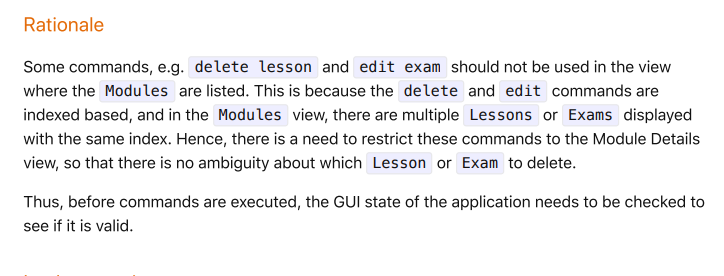 Rationale
Some commands, e.g. delete lesson and edit exam should not be used in the view
where the Modules are listed. This is because the delete and edit commands are
indexed based, and in the Modules view, there are multiple Lessons or Exams displayed
with the same index. Hence, there is a need to restrict these commands to the Module Details
view, so that there is no ambiguity about which Lesson or Exam to delete.
Thus, before commands are executed, the GUI state of the application needs to be checked to
see if it is valid.